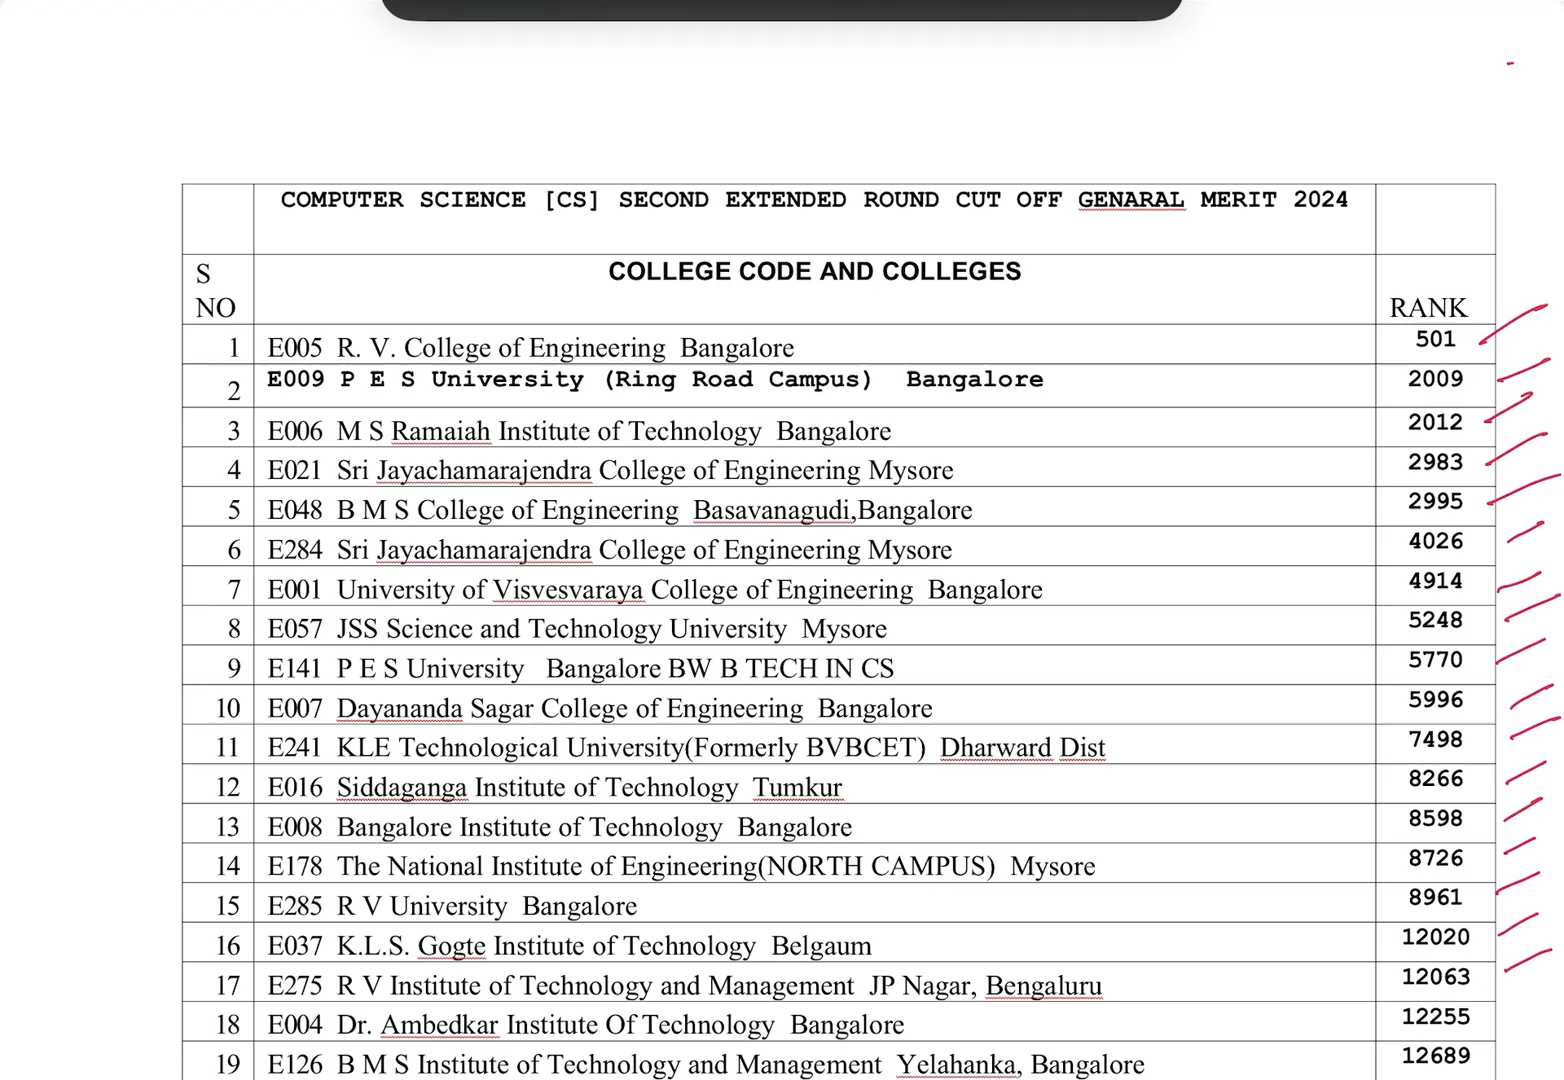 COMPUTER SCIENCE [CS] SECOND EXTENDED ROUND CUT OFF GENARAL MERIT 2024
S NO COLLEGE CODE AND COLLEGES RANK
1 E005 R. V. College of Engineering Bangalore 501
2 E009 P E S University (Ring Road Campus) Bangalore 2009
3 E006 M S Ramaiah Institute of Technology Bangalore 2012
4 E021 Sri Jayachamarajendra College of Engineering Mysore 2983
5 E048 B M S College of Engineering Basavanagudi,Bangalore 2995
6 E284 Sri Jayachamarajendra College of Engineering Mysore 4026
7 E001 University of Visvesvaraya College of Engineering Bangalore 4914
8 E057 JSS Science and Technology University Mysore 5248
9 E141 P E S University Bangalore BW B TECH IN CS 5770
10 E007 Dayananda Sagar College of Engineering Bangalore 5996
11 E241 KLE Technological University(Formerly BVBCET) Dharward Dist 7498
12 E016 Siddaganga Institute of Technology Tumkur 8266
13 E008 Bangalore Institute of Technology Bangalore 8598
14 E178 The National Institute of Engineering(NORTH CAMPUS) Mysore 8726
15 E285 R V University Bangalore 8961
16 E037 K.L.S. Gogte Institute of Technology Belgaum 12020
17 E275 R V Institute of Technology and Management JP Nagar, Bengaluru 12063
18 E004 Dr. Ambedkar Institute Of Technology Bangalore 12255
19 E126 B M S Institute of Technology and Management Yelahanka, Bangalore 12689